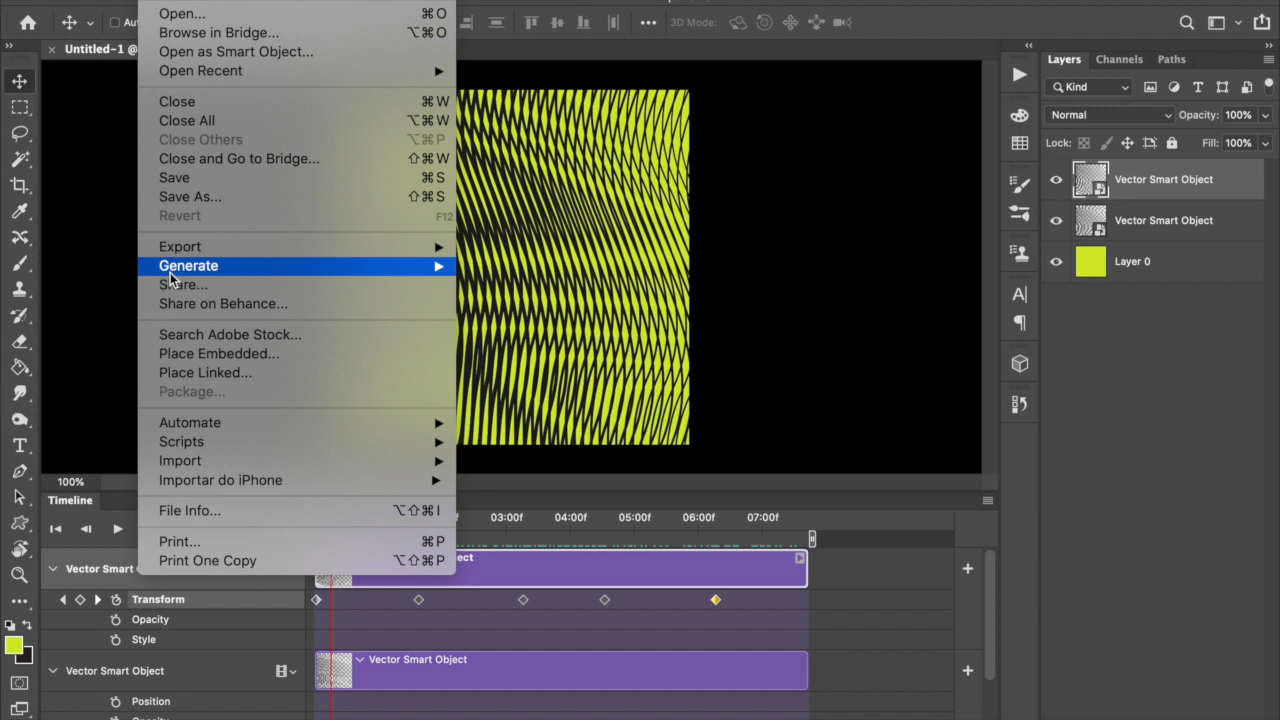 Open... ⌘O
Browse in Bridge... ⌥⌘O
Open as Smart Object...
Open Recent
Close ⌘W
Close All ⌥⌘W
Close Others ⌥⌘P
Close and Go to Bridge... ⇧⌘W
Save ⌘S
Save As... ⇧⌘S
Revert F12
Export
Generate
Share...
Share on Behance...
Search Adobe Stock...
Place Embedded...
Place Linked...
Package...
Automate
Scripts
Import
Importar do iPhone
File Info... ⌥⇧⌘I
Print... ⌘P
Print One Copy ⌥⇧⌘P
3D Mode:
Untitled-1 @
Layers Channels Paths
Kind
Normal Opacity: 100%
Lock: Fill: 100%
Vector Smart Object
Vector Smart Object
Layer 0
100%
Timeline
03:00f 04:00f 05:00f 06:00f 07:00f
Vector Sma
Transform
Opacity
Style
Vector Smart Object Vector Smart Object
Position